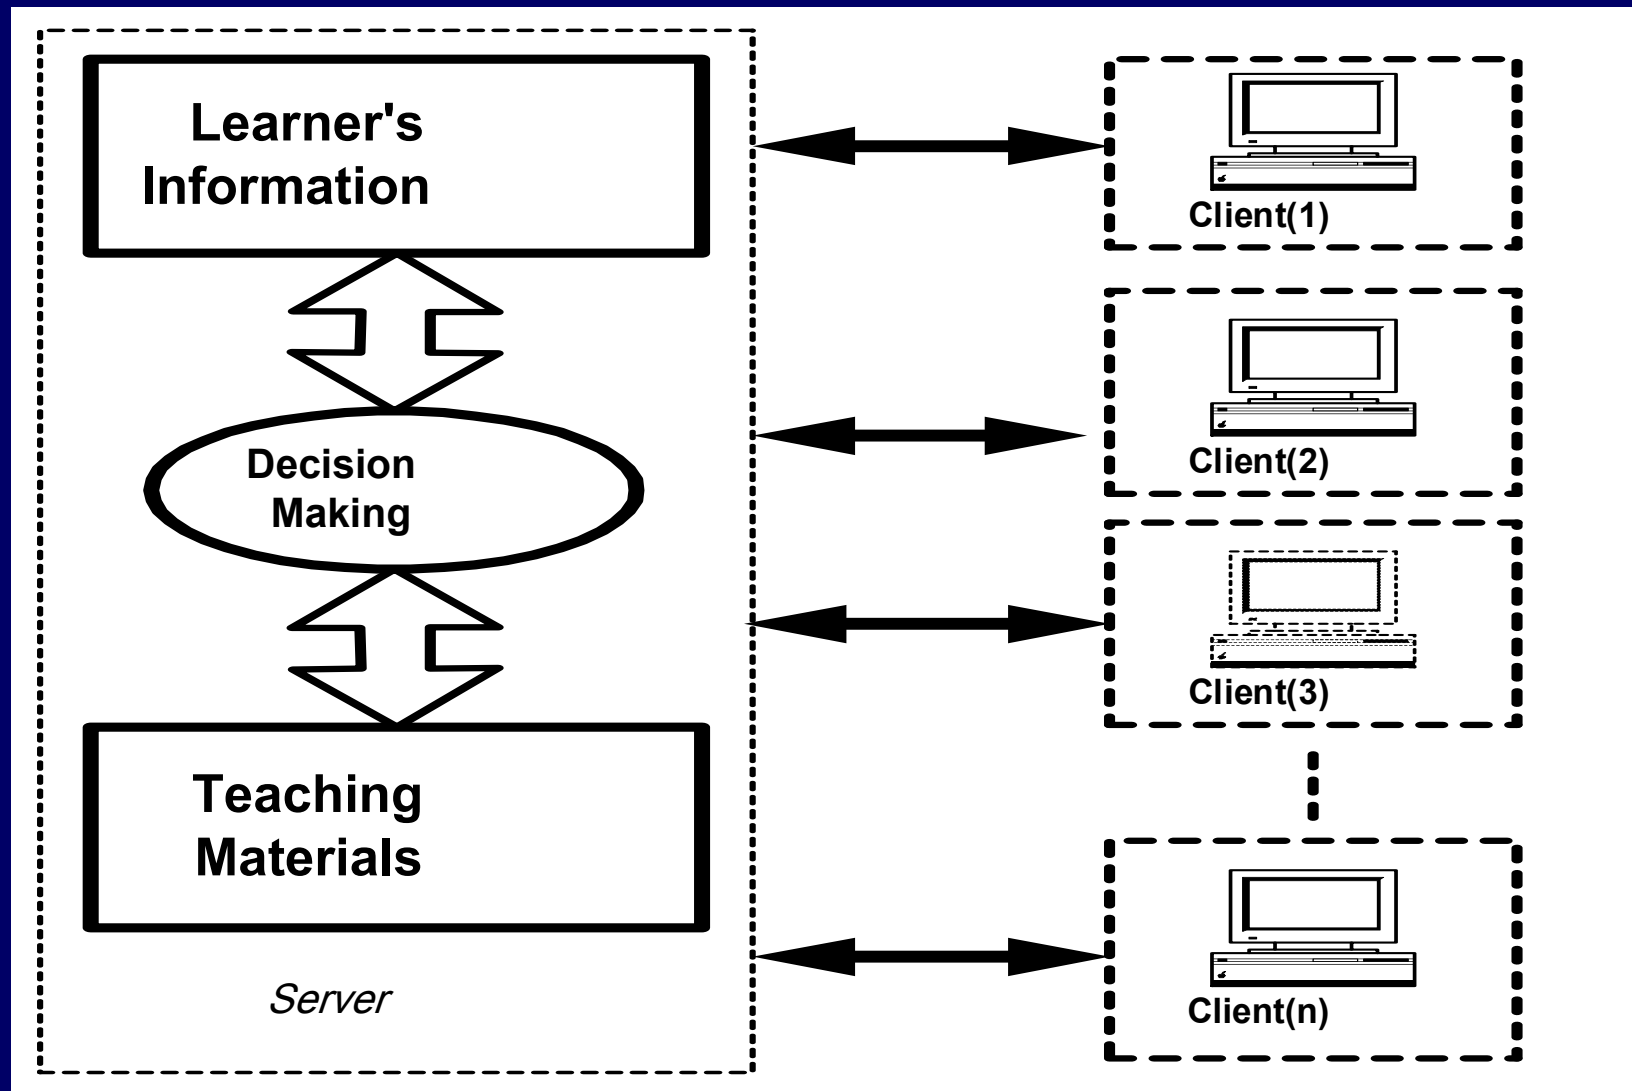 Learner's
Information
Decision
Making
Teaching
Materials
Server
Client(1)
Client(2)
Client(3)
Client(n)